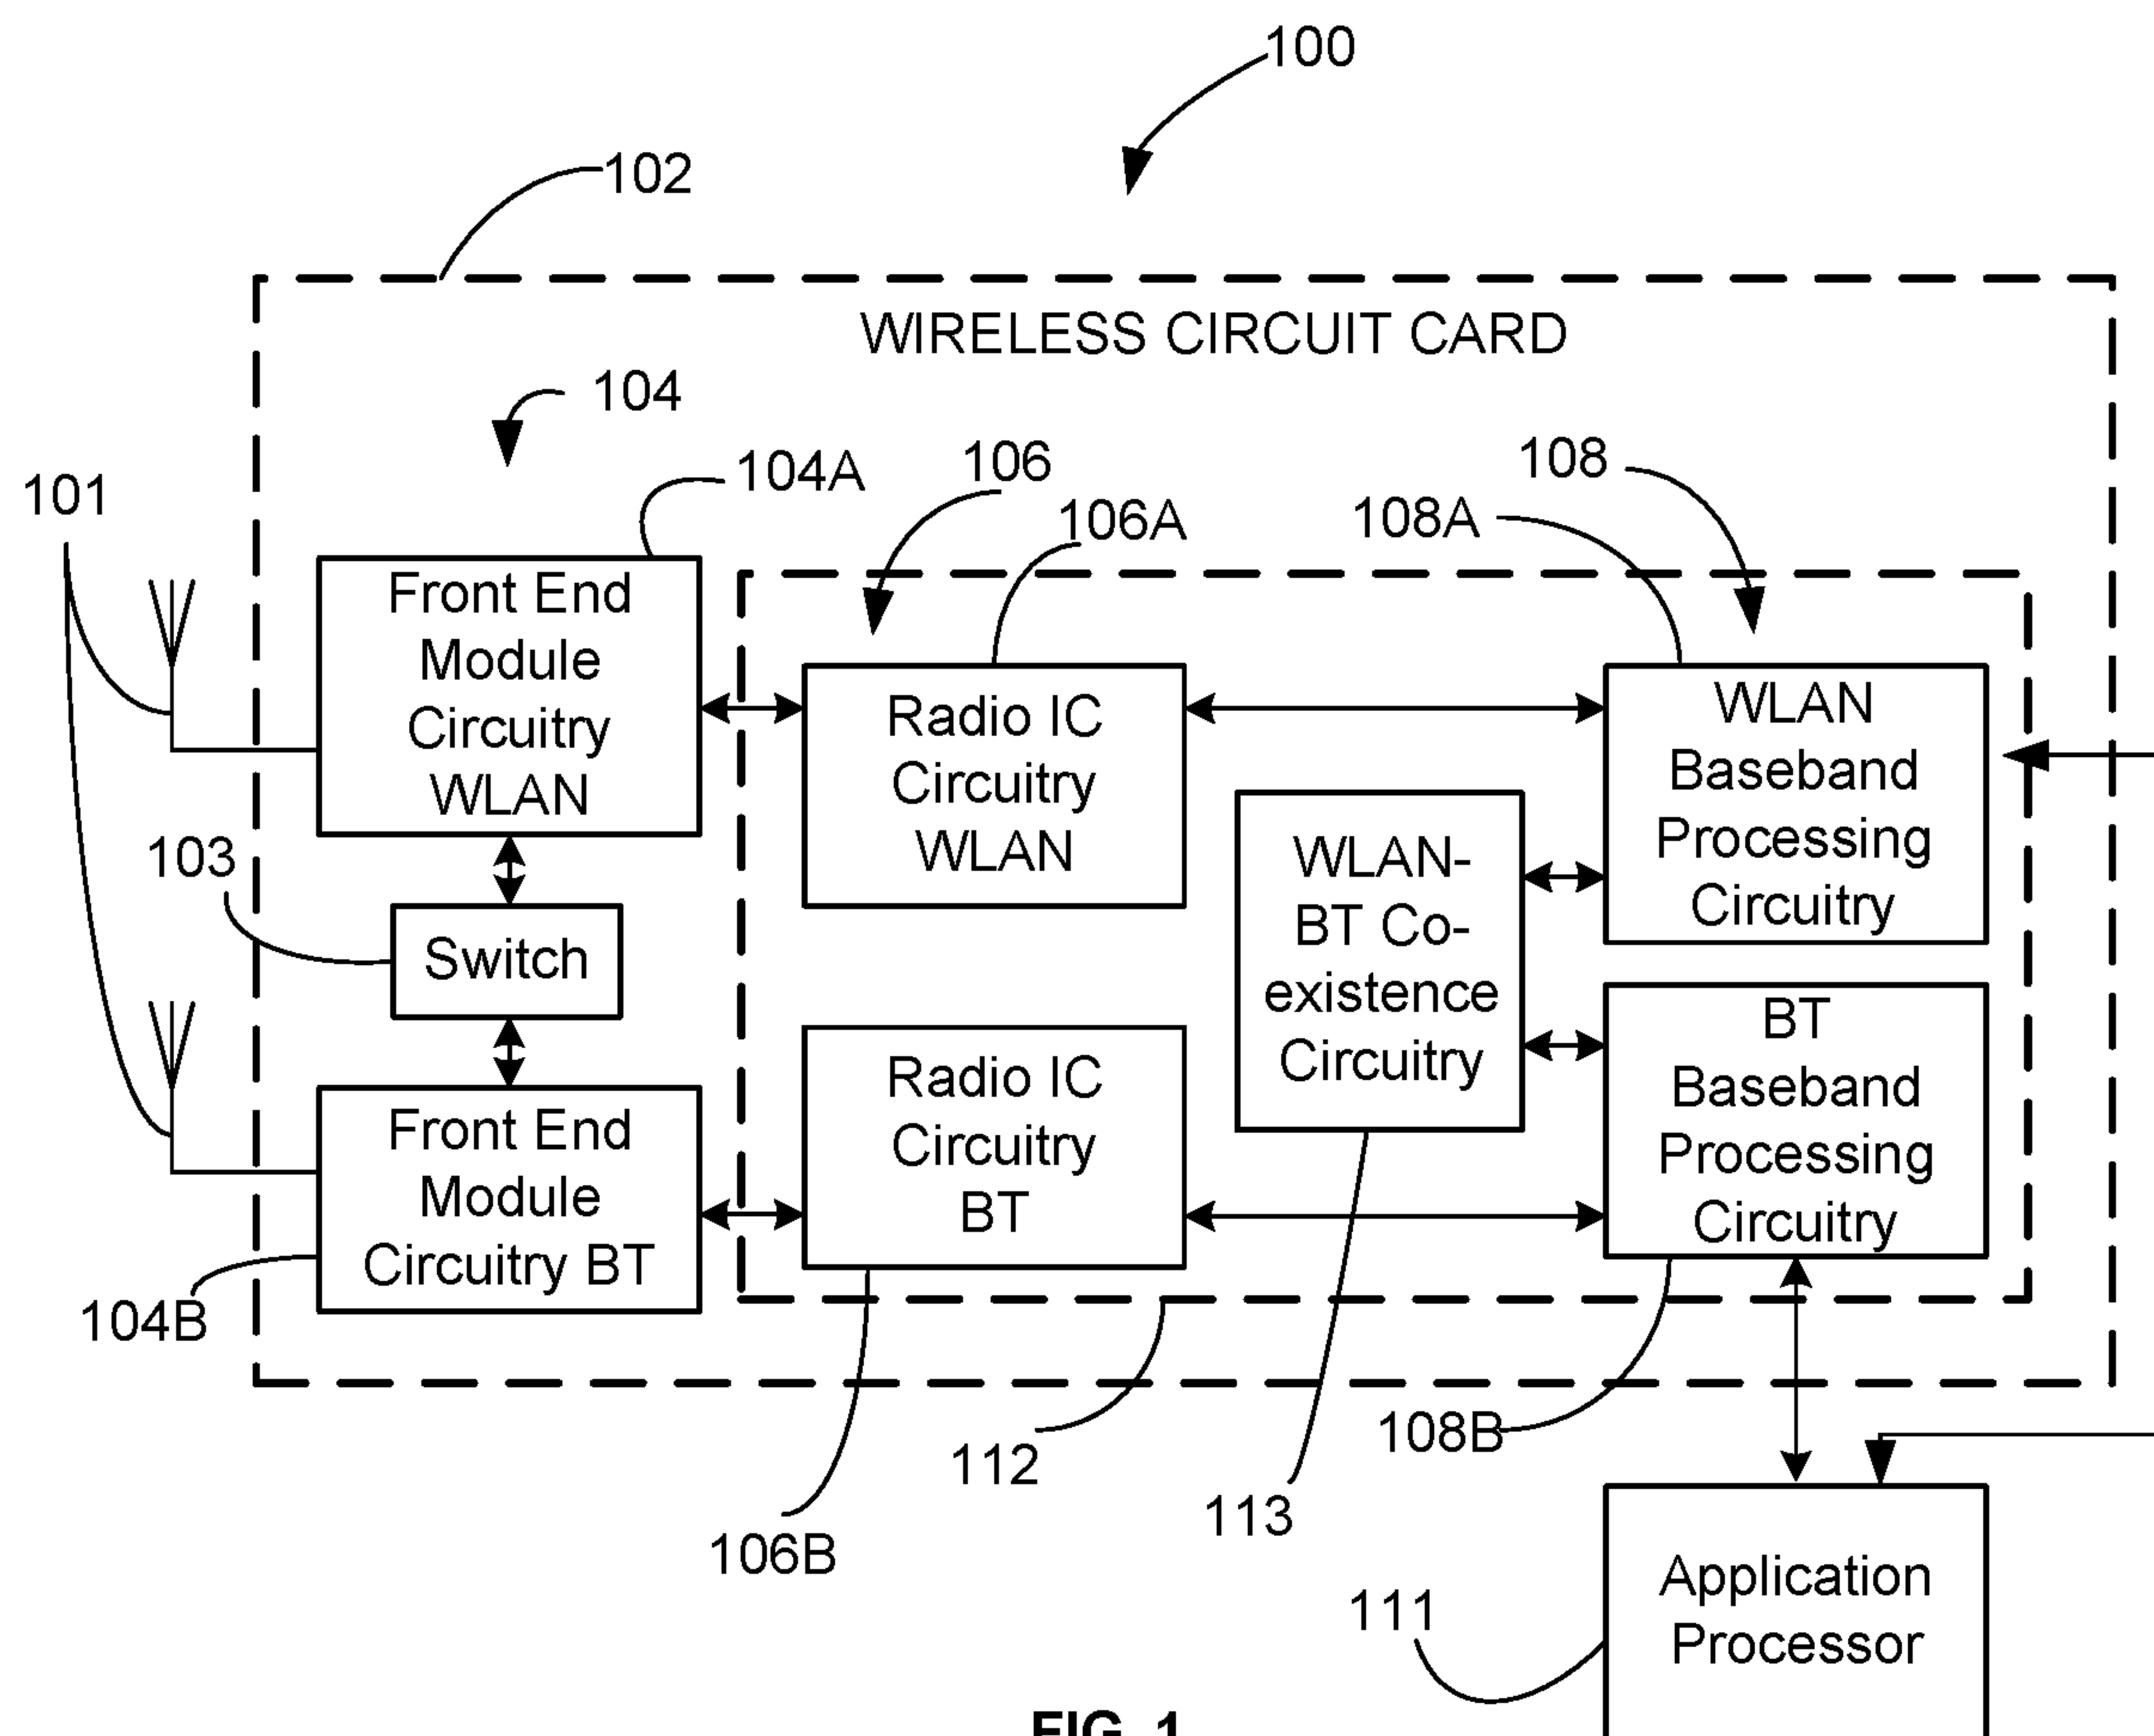 100
102
WIRELESS CIRCUIT CARD
104
104A
101
106
106A
108
108A
Front End
Module
Circuitry
WLAN
Radio IC
Circuitry
WLAN
WLAN
Baseband
Processing
Circuitry
103
Switch
WLAN-
BT Co-
existence
Circuitry
Front End
Module
Circuitry BT
Radio IC
Circuitry
BT
BT
Baseband
Processing
Circuitry
104B
106B
112
113
108B
111
Application
Processor
FIG. 1